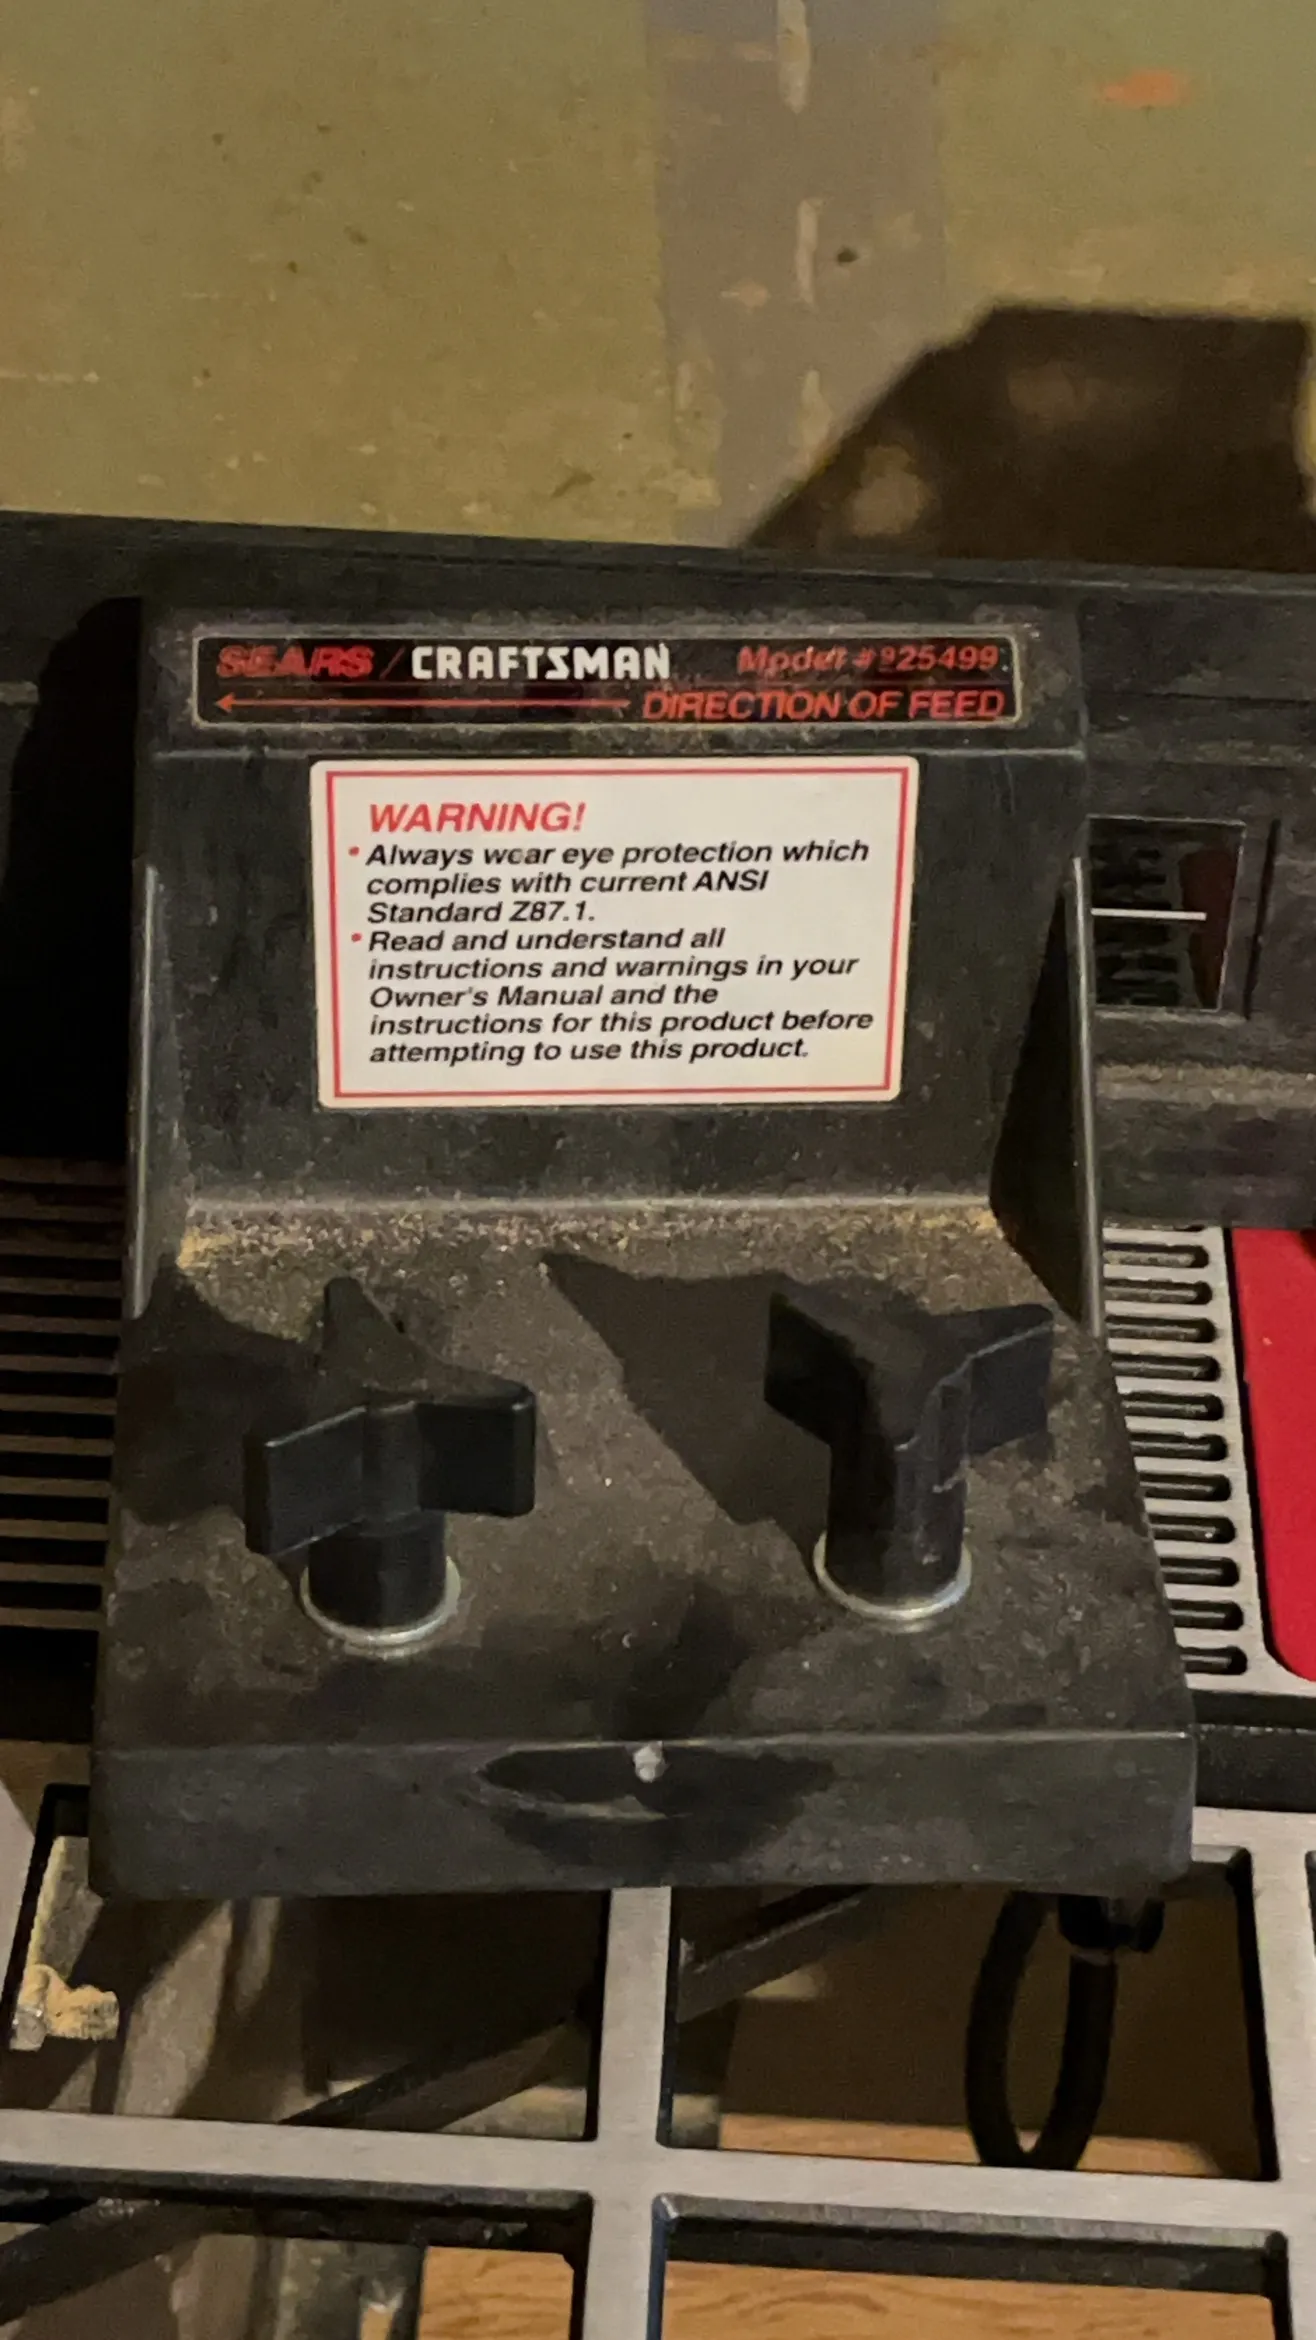 SEARS / CRAFTSMAN Model #925499
DIRECTION OF FEED
WARNING!
• Always wear eye protection which
complies with current ANSI
Standard Z87.1.
• Read and understand all
instructions and warnings in your
Owner's Manual and the
instructions for this product before
attempting to use this product.